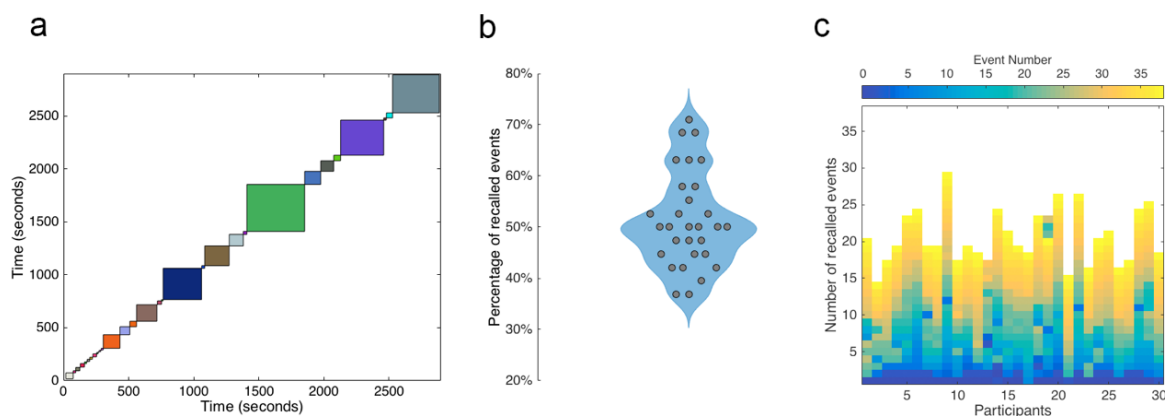 a
Time (seconds)
2500
2000
1500
1000
500
0
0 500 1000 1500 2000 2500
Time (seconds)
b
Percentage of recalled events
80%
70%
60%
50%
40%
30%
20%
c
Event Number
0 5 10 15 20 25 30 35
Number of recalled events
35
30
25
20
15
10
5
5 10 15 20 25 30
Participants